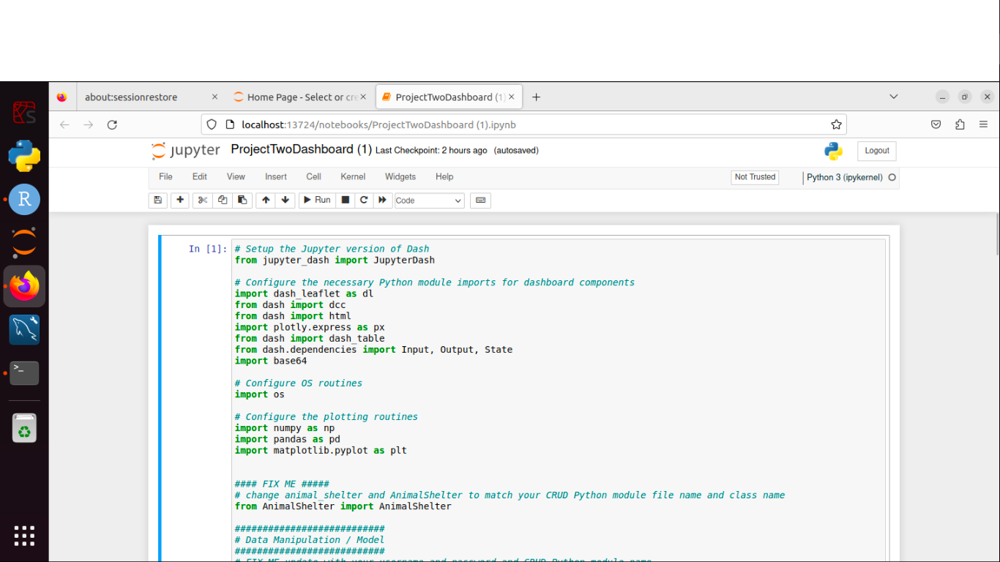 about:sessionrestore
Home Page - Select or cre
ProjectTwoDashboard (1)
localhost:13724/notebooks/ProjectTwoDashboard (1).ipynb
jupyter ProjectTwoDashboard (1) Last Checkpoint: 2 hours ago (autosaved)
Logout
File Edit View Insert Cell Kernel Widgets Help
Not Trusted
Python 3 (ipykernel)
Run
Code
In [1]:
# Setup the Jupyter version of Dash
from jupyter_dash import JupyterDash
# Configure the necessary Python module imports for dashboard components
import dash_leaflet as dl
from dash import dcc
from dash import html
import plotly.express as px
from dash import dash_table
from dash.dependencies import Input, Output, State
import base64
# Configure OS routines
import os
# Configure the plotting routines
import numpy as np
import pandas as pd
import matplotlib.pyplot as plt
#### FIX ME #####
# change animal_shelter and AnimalShelter to match your CRUD Python module file name and class name
from AnimalShelter import AnimalShelter
###########################
# Data Manipulation / Model
###########################
# FIX ME update with your username and password and CRUD Python module name